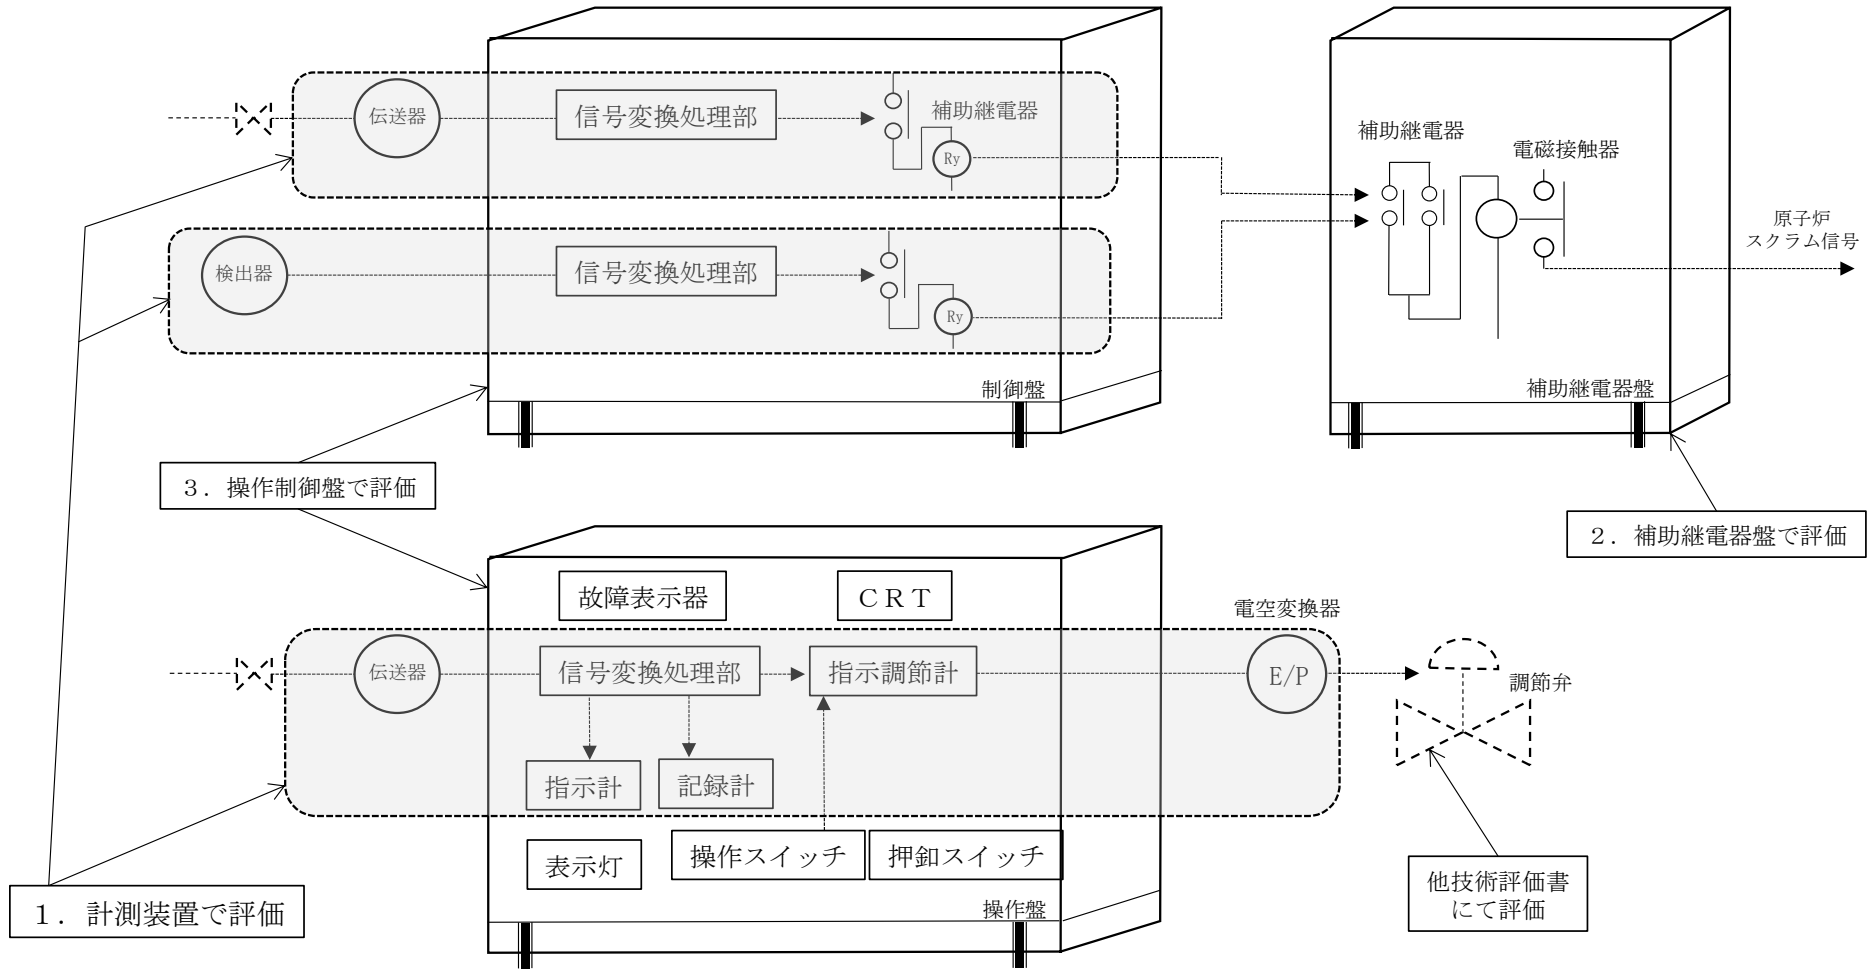 伝送器
信号変換処理部
補助継電器
Ry
検出器
信号変換処理部
Ry
制御盤
補助継電器
電磁接触器
原子炉
スクラム信号
補助継電器盤
3．操作制御盤で評価
2．補助継電器盤で評価
故障表示器
ＣＲＴ
電空変換器
伝送器
信号変換処理部
指示調節計
E/P
調節弁
指示計
記録計
表示灯
操作スイッチ
押釦スイッチ
操作盤
1．計測装置で評価
他技術評価書
にて評価